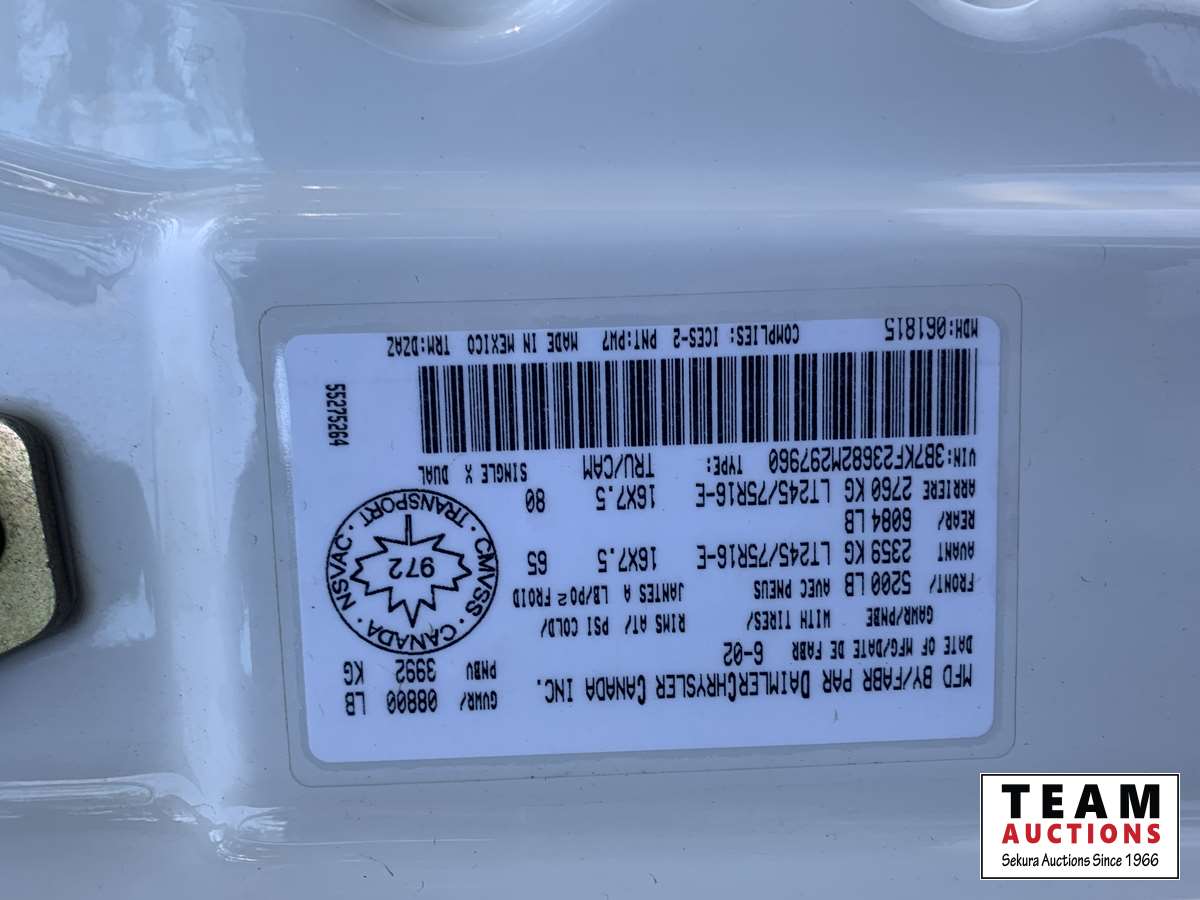 MFD BY/FABR PAR DAIMLERCHRYSLER CANADA INC.
DATE OF MFG/DATE DE FABR 6-02
GVWR/ 08800 LB
PNBV 3992 KG
GAWR/PNBE WITH TIRES/ RIMS AT/ PSI COLD/
AVEC PNEUS JANTES A LB/PO² FROID
FRONT/ 5200 LB
AVANT 2359 KG LT245/75R16-E 16X7.5 65
REAR/ 6084 LB
ARRIERE 2760 KG LT245/75R16-E 16X7.5 80
CANADA · NSVAC · TRANSPORT · CMVSS ·
972
VIN: 3B7KF23682M297960 TYPE: TRU/CAM SINGLE X DUAL
55275264
MDH:061815 COMPLIES: ICES-2 PNT:PW7 MADE IN MEXICO TRM:DZAZ
TEAM
AUCTIONS
Sekura Auctions Since 1966